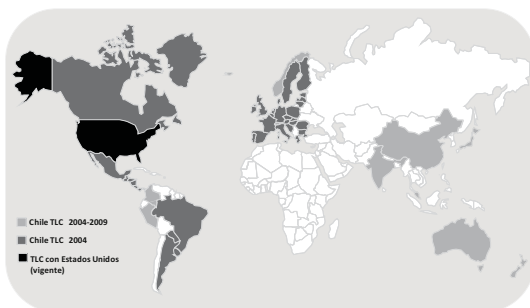 Chile TLC 2004-2009
Chile TLC 2004
TLC con Estados Unidos
(vigente)